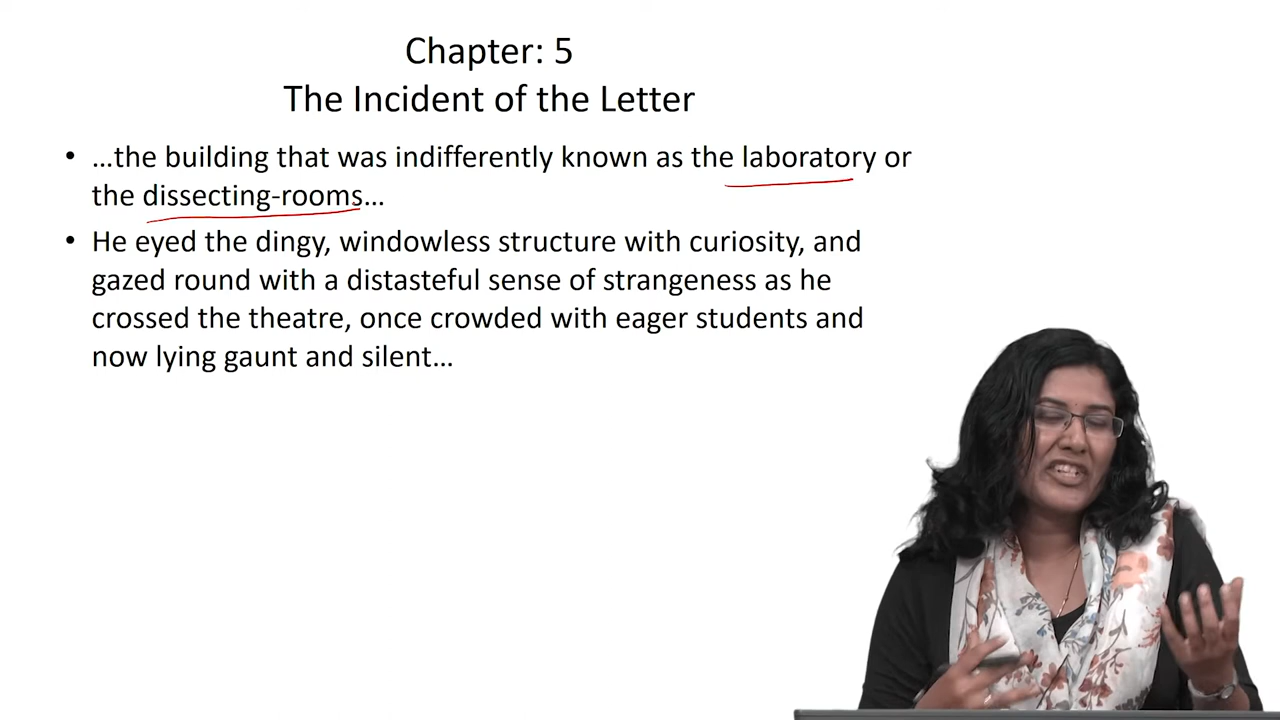 Chapter: 5
The Incident of the Letter
• …the building that was indifferently known as the laboratory or
the dissecting-rooms…
• He eyed the dingy, windowless structure with curiosity, and
gazed round with a distasteful sense of strangeness as he
crossed the theatre, once crowded with eager students and
now lying gaunt and silent…